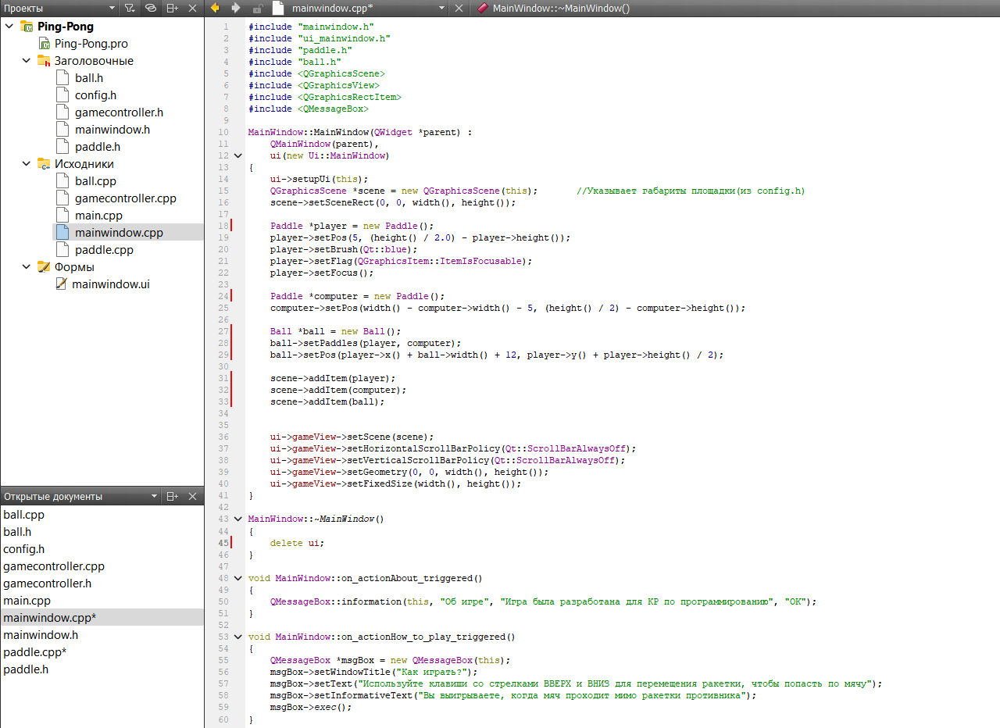 Проекты
Ping-Pong
Ping-Pong.pro
Заголовочные
ball.h
config.h
gamecontroller.h
mainwindow.h
paddle.h
Исходники
ball.cpp
gamecontroller.cpp
main.cpp
mainwindow.cpp
paddle.cpp
Формы
mainwindow.ui
Открытые документы
ball.cpp
ball.h
config.h
gamecontroller.cpp
gamecontroller.h
main.cpp
mainwindow.cpp*
mainwindow.h
paddle.cpp*
paddle.h
mainwindow.cpp*
MainWindow::~MainWindow()
1 #include "mainwindow.h"
2 #include "ui_mainwindow.h"
3 #include "paddle.h"
4 #include "ball.h"
5 #include <QGraphicsScene>
6 #include <QGraphicsView>
7 #include <QGraphicsRectItem>
8 #include <QMessageBox>
9
10 MainWindow::MainWindow(QWidget *parent) :
11     QMainWindow(parent),
12     ui(new Ui::MainWindow)
13 {
14     ui->setupUi(this);
15     QGraphicsScene *scene = new QGraphicsScene(this);       //Указывает габариты площадки(из config.h)
16     scene->setSceneRect(0, 0, width(), height());
17
18     Paddle *player = new Paddle();
19     player->setPos(5, (height() / 2.0) - player->height());
20     player->setBrush(Qt::blue);
21     player->setFlag(QGraphicsItem::ItemIsFocusable);
22     player->setFocus();
23
24     Paddle *computer = new Paddle();
25     computer->setPos(width() - computer->width() - 5, (height() / 2) - computer->height());
26
27     Ball *ball = new Ball();
28     ball->setPaddles(player, computer);
29     ball->setPos(player->x() + ball->width() + 12, player->y() + player->height() / 2);
30
31     scene->addItem(player);
32     scene->addItem(computer);
33     scene->addItem(ball);
34
35
36     ui->gameView->setScene(scene);
37     ui->gameView->setHorizontalScrollBarPolicy(Qt::ScrollBarAlwaysOff);
38     ui->gameView->setVerticalScrollBarPolicy(Qt::ScrollBarAlwaysOff);
39     ui->gameView->setGeometry(0, 0, width(), height());
40     ui->gameView->setFixedSize(width(), height());
41 }
42
43 MainWindow::~MainWindow()
44 {
45     delete ui;
46 }
47
48 void MainWindow::on_actionAbout_triggered()
49 {
50     QMessageBox::information(this, "Об игре", "Игра была разработана для КР по программированию", "OK");
51 }
52
53 void MainWindow::on_actionHow_to_play_triggered()
54 {
55     QMessageBox *msgBox = new QMessageBox(this);
56     msgBox->setWindowTitle("Как играть?");
57     msgBox->setText("Используйте клавиши со стрелками ВВЕРХ и ВНИЗ для перемещения ракетки, чтобы попасть по мячу");
58     msgBox->setInformativeText("Вы выигрываете, когда мяч проходит мимо ракетки противника");
59     msgBox->exec();
60 }